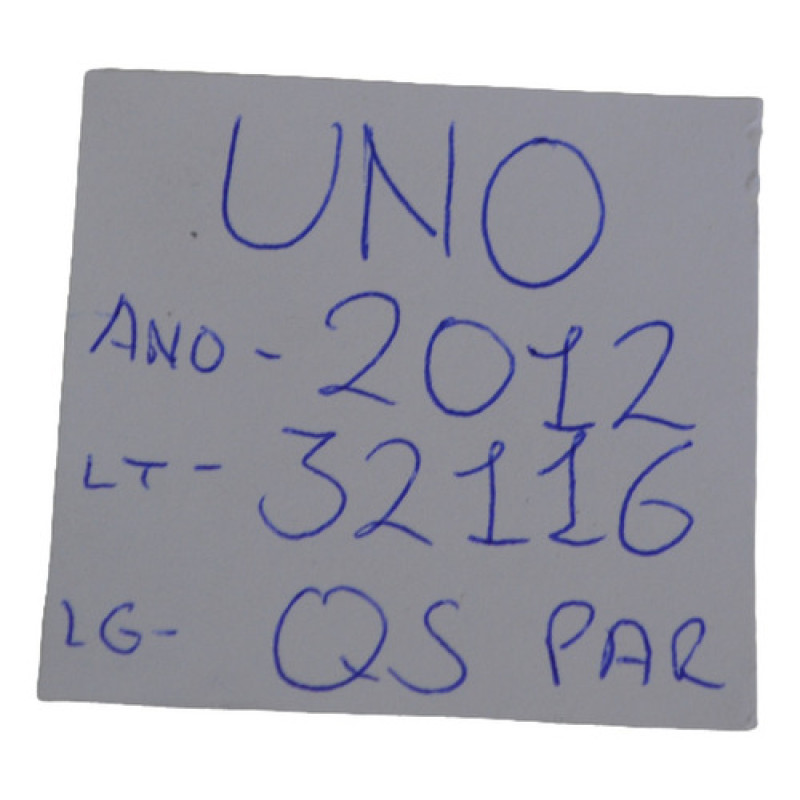 UNO
ANO - 2012
LT - 32116
LG - QS PAR